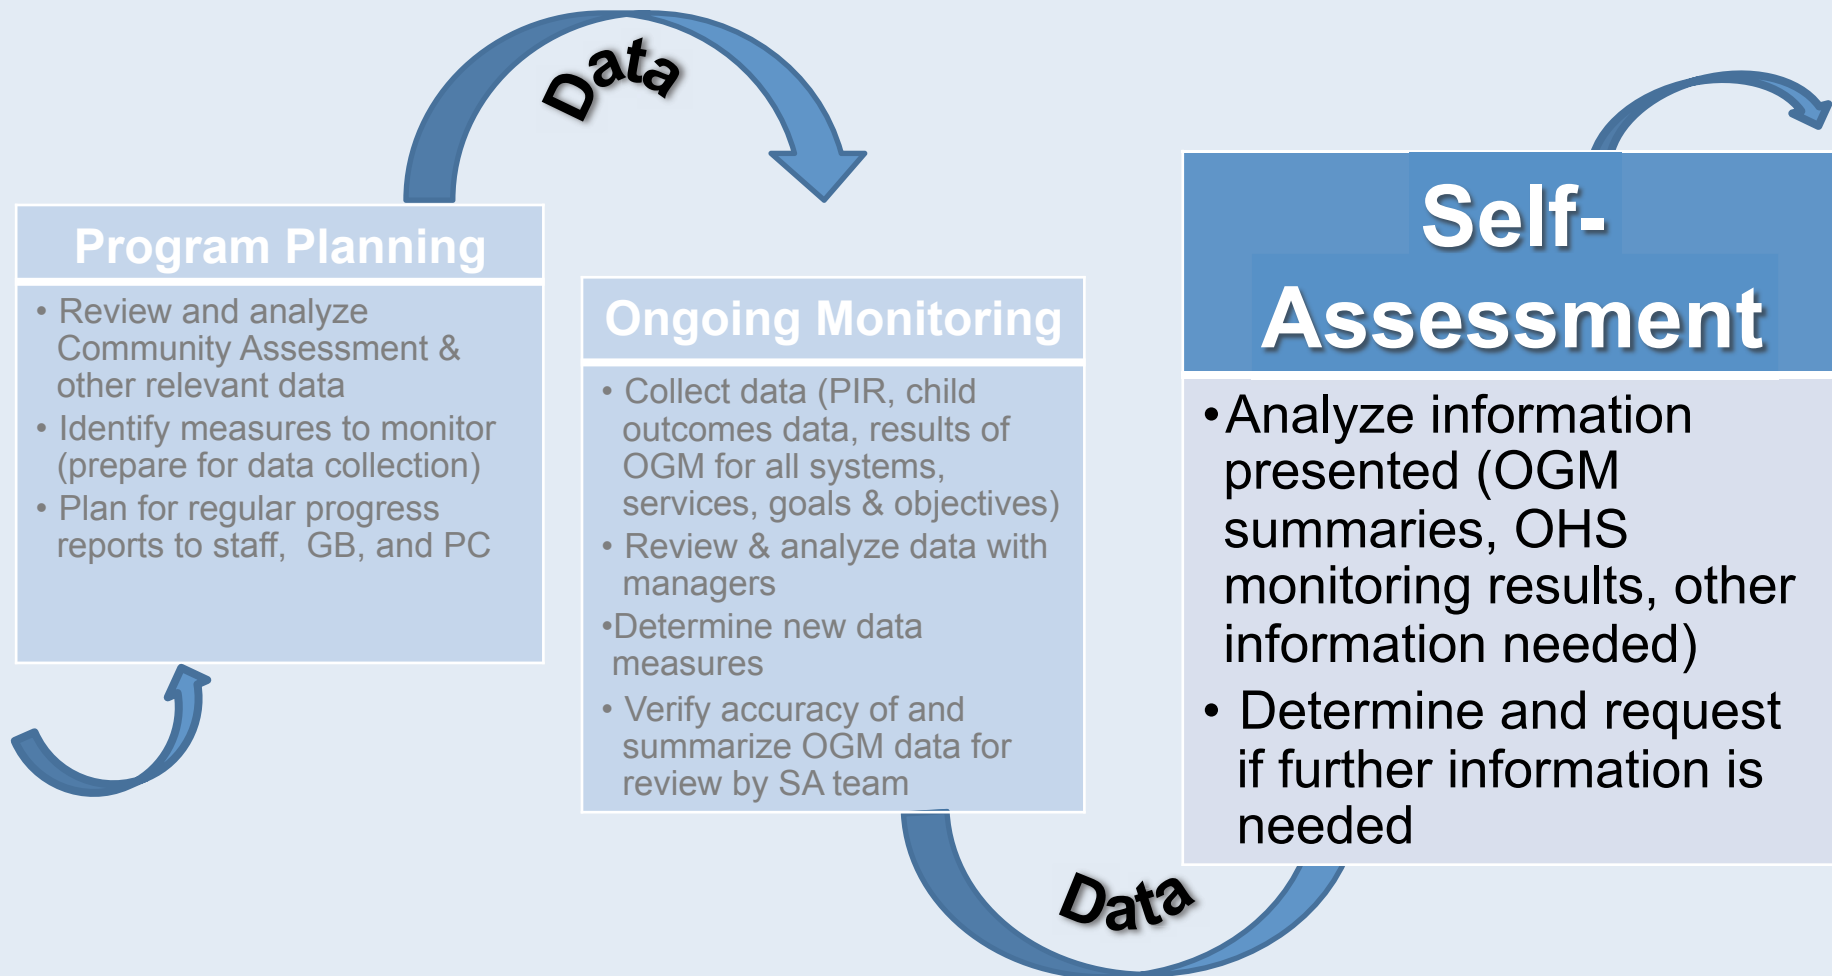 Data
Program Planning
• Review and analyze
Community Assessment &
other relevant data
• Identify measures to monitor
(prepare for data collection)
• Plan for regular progress
reports to staff, GB, and PC
Ongoing Monitoring
• Collect data (PIR, child
outcomes data, results of
OGM for all systems,
services, goals & objectives)
• Review & analyze data with
managers
•Determine new data
measures
• Verify accuracy of and
summarize OGM data for
review by SA team
Data
Self-
Assessment
•Analyze information
presented (OGM
summaries, OHS
monitoring results, other
information needed)
• Determine and request
if further information is
needed